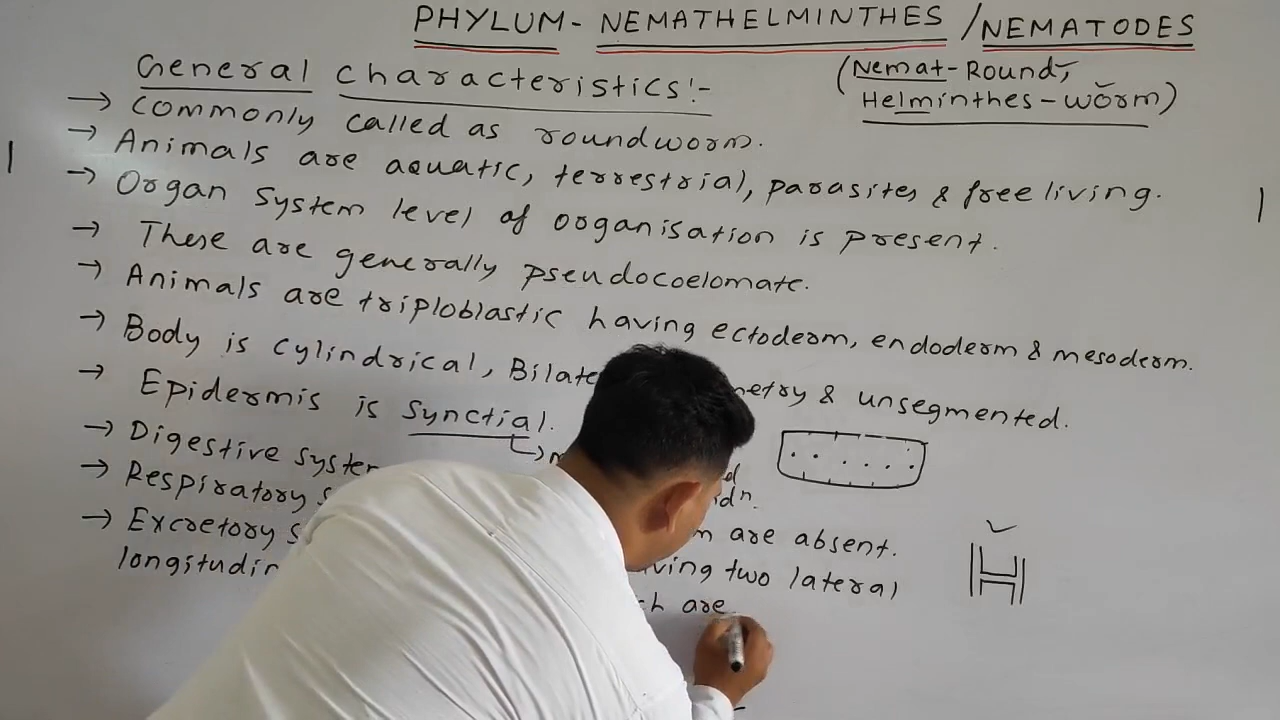 PHYLUM - NEMATHELMINTHES / NEMATODES
(Nemat - Round,
Helminthes - worm)
General characteristics :-
→ Commonly called as roundworm.
→ Animals are aquatic, terrestrial, parasites & free living.
→ Organ system level of organisation is present.
→ These are generally pseudocoelomate.
→ Animals are triploblastic having ectoderm, endoderm & mesoderm.
→ Body is cylindrical, Bilate netry & unsegmented.
→ Epidermis is Synctial.
→ Digestive syste
→ Respiratory s m are absent.
→ Excretory s ving two lateral
longitudin ch are